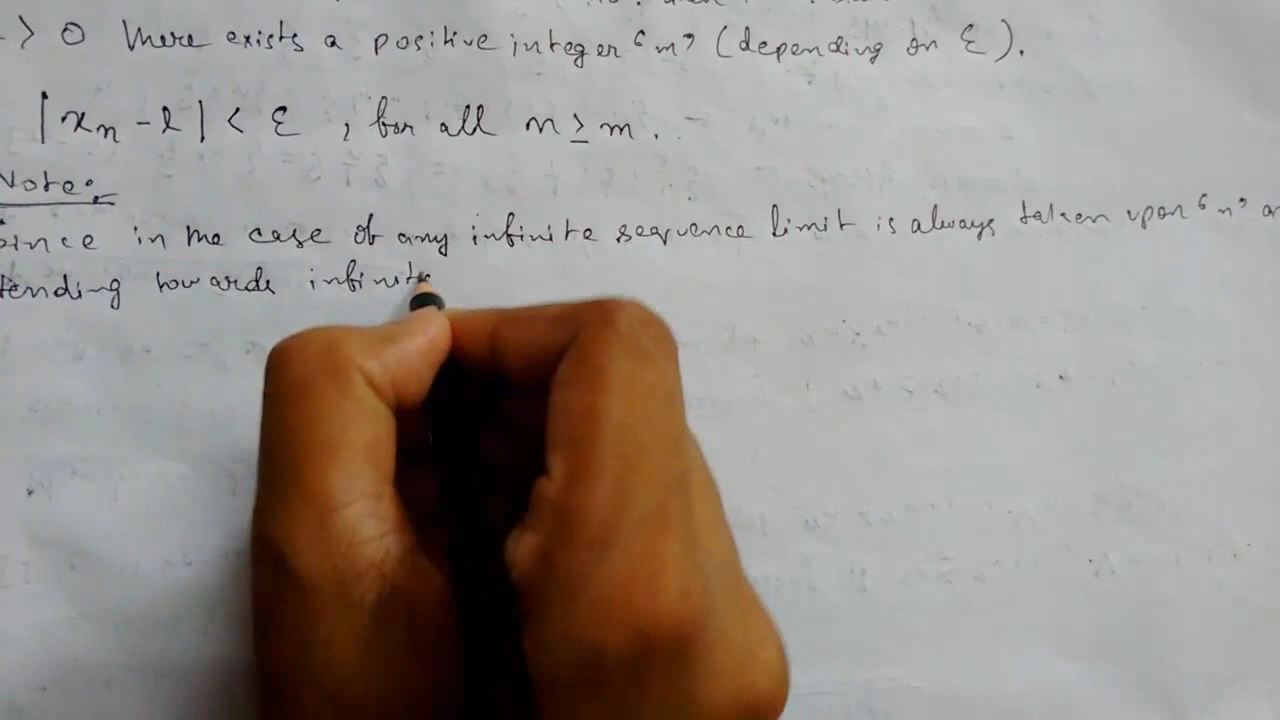 > 0 there exists a positive integer 'm' (depending on ε).
|xn - l| < ε , for all n ≥ m.
Note:
Since in the case of any infinite sequence limit is always taken upon 'n'
tending towards infinit